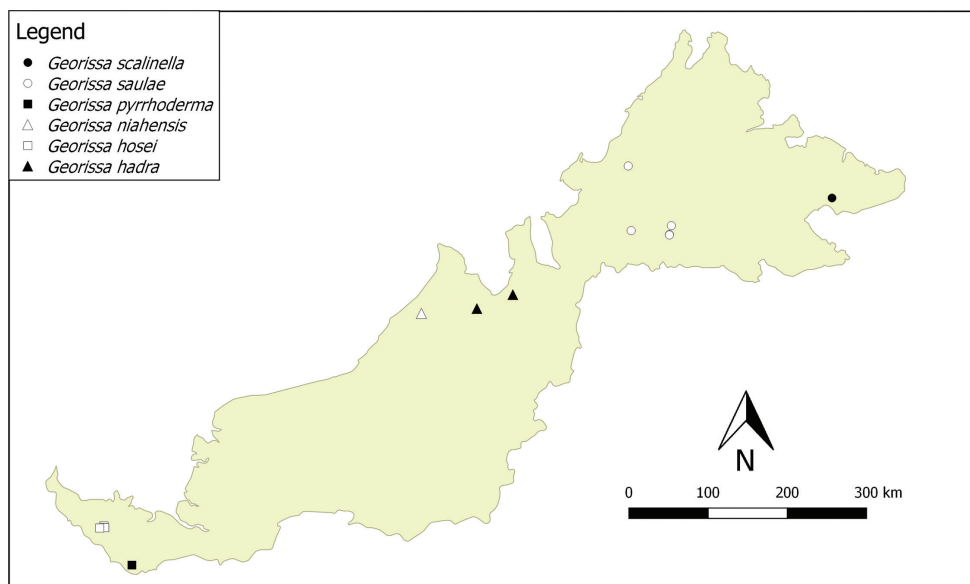 Legend
Georissa scalinella
Georissa saulae
Georissa pyrrhoderma
Georissa niahensis
Georissa hosei
Georissa hadra
N
0 100 200 300 km